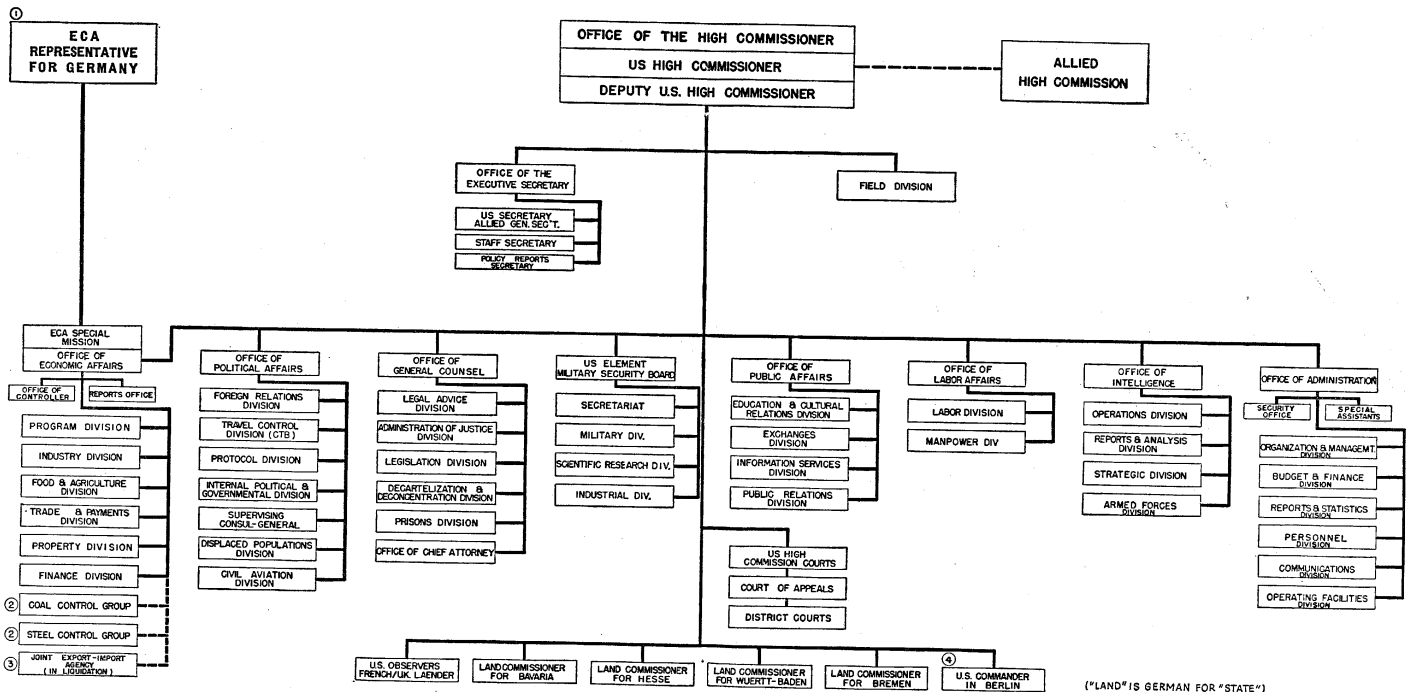 ①
ECA
REPRESENTATIVE
FOR GERMANY
OFFICE OF THE HIGH COMMISSIONER
US HIGH COMMISSIONER
DEPUTY U.S. HIGH COMMISSIONER
ALLIED
HIGH COMMISSION
OFFICE OF THE
EXECUTIVE SECRETARY
US SECRETARY
ALLIED GEN. SEC'T.
STAFF SECRETARY
POLICY REPORTS
SECRETARY
FIELD DIVISION
ECA SPECIAL
MISSION
OFFICE OF
ECONOMIC AFFAIRS
OFFICE OF
CONTROLLER
REPORTS OFFICE
PROGRAM DIVISION
INDUSTRY DIVISION
FOOD & AGRICULTURE
DIVISION
TRADE & PAYMENTS
DIVISION
PROPERTY DIVISION
FINANCE DIVISION
② COAL CONTROL GROUP
② STEEL CONTROL GROUP
③ JOINT EXPORT-IMPORT
AGENCY
(IN LIQUIDATION)
OFFICE OF
POLITICAL AFFAIRS
FOREIGN RELATIONS
DIVISION
TRAVEL CONTROL
DIVISION (CTB)
PROTOCOL DIVISION
INTERNAL POLITICAL &
GOVERNMENTAL DIVISION
SUPERVISING
CONSUL-GENERAL
DISPLACED POPULATIONS
DIVISION
CIVIL AVIATION
DIVISION
OFFICE OF
GENERAL COUNSEL
LEGAL ADVICE
DIVISION
ADMINISTRATION OF JUSTICE
DIVISION
LEGISLATION DIVISION
DECARTELIZATION &
DECONCENTRATION DIVISION
PRISONS DIVISION
OFFICE OF CHIEF ATTORNEY
US ELEMENT
MILITARY SECURITY BOARD
SECRETARIAT
MILITARY DIV.
SCIENTIFIC RESEARCH DIV.
INDUSTRIAL DIV.
OFFICE OF
PUBLIC AFFAIRS
EDUCATION & CULTURAL
RELATIONS DIVISION
EXCHANGES
DIVISION
INFORMATION SERVICES
DIVISION
PUBLIC RELATIONS
DIVISION
OFFICE OF
LABOR AFFAIRS
LABOR DIVISION
MANPOWER DIV
OFFICE OF
INTELLIGENCE
OPERATIONS DIVISION
REPORTS & ANALYSIS
DIVISION
STRATEGIC DIVISION
ARMED FORCES
DIVISION
OFFICE OF ADMINISTRATION
SECURITY
OFFICE
SPECIAL
ASSISTANTS
ORGANIZATION & MANAGEMT.
DIVISION
BUDGET & FINANCE
DIVISION
REPORTS & STATISTICS
DIVISION
PERSONNEL
DIVISION
COMMUNICATIONS
DIVISION
OPERATING FACILITIES
DIVISION
US HIGH
COMMISSION COURTS
COURT OF APPEALS
DISTRICT COURTS
U.S. OBSERVERS
FRENCH/UK. LAENDER
LAND COMMISSIONER
FOR BAVARIA
LAND COMMISSIONER
FOR HESSE
LAND COMMISSIONER
FOR WUERTT-BADEN
LAND COMMISSIONER
FOR BREMEN
④
U.S. COMMANDER
IN BERLIN
("LAND" IS GERMAN FOR "STATE")